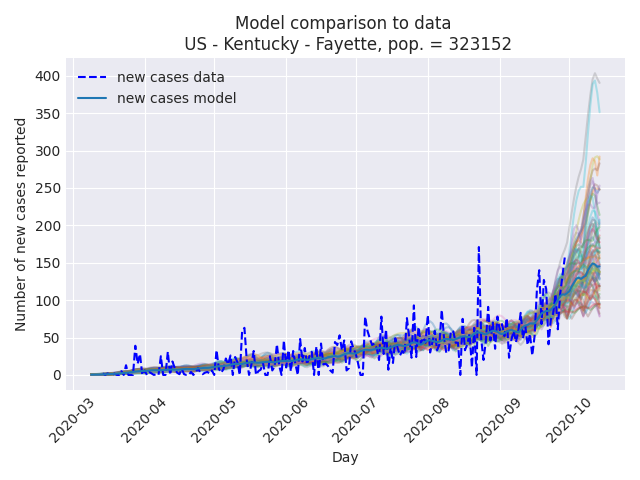 Model comparison to data
US - Kentucky - Fayette, pop. = 323152
new cases data
new cases model
Number of new cases reported
400
350
300
250
200
150
100
50
0
2020-03
2020-04
2020-05
2020-06
2020-07
2020-08
2020-09
2020-10
Day